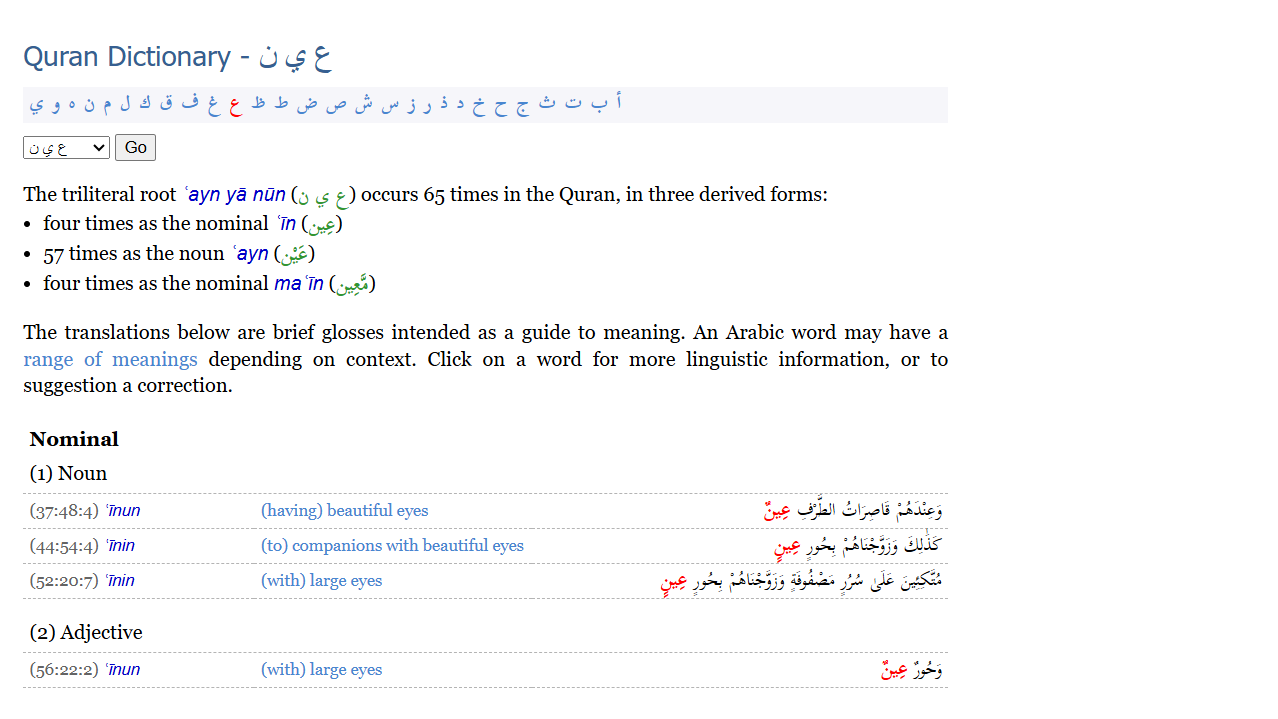 Quran Dictionary - ع ي ن
أ ب ت ث ج ح خ د ذ ر ز س ش ص ض ط ظ ع غ ف ق ك ل م ن ه و ي
ع ي ن Go
The triliteral root ʿayn yā nūn (ع ي ن) occurs 65 times in the Quran, in three derived forms:
• four times as the nominal ʿīn (عِين)
• 57 times as the noun ʿayn (عَيْن)
• four times as the nominal maʿīn (مَّعِين)
The translations below are brief glosses intended as a guide to meaning. An Arabic word may have a
range of meanings depending on context. Click on a word for more linguistic information, or to
suggestion a correction.
Nominal
(1) Noun
(37:48:4) ʿīnun (having) beautiful eyes وَعِنْدَهُمْ قَاصِرَاتُ الطَّرْفِ عِينٌ
(44:54:4) ʿīnin (to) companions with beautiful eyes كَذَٰلِكَ وَزَوَّجْنَاهُمْ بِحُورٍ عِينٍ
(52:20:7) ʿīnin (with) large eyes مُتَّكِئِينَ عَلَىٰ سُرُرٍ مَصْفُوفَةٍ وَزَوَّجْنَاهُمْ بِحُورٍ عِينٍ
(2) Adjective
(56:22:2) ʿīnun (with) large eyes وَحُورٌ عِينٌ